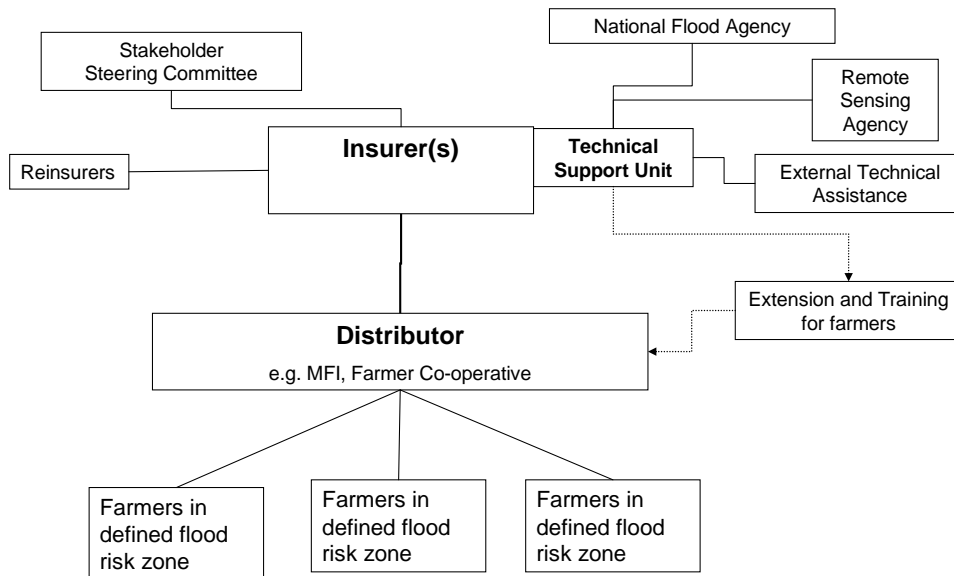 National Flood Agency
Stakeholder
Steering Committee
Remote
Sensing
Agency
Insurer(s)
Technical
Support Unit
Reinsurers
External Technical
Assistance
Extension and Training
for farmers
Distributor
e.g. MFI, Farmer Co-operative
Farmers in
defined flood
risk zone
Farmers in
defined flood
risk zone
Farmers in
defined flood
risk zone